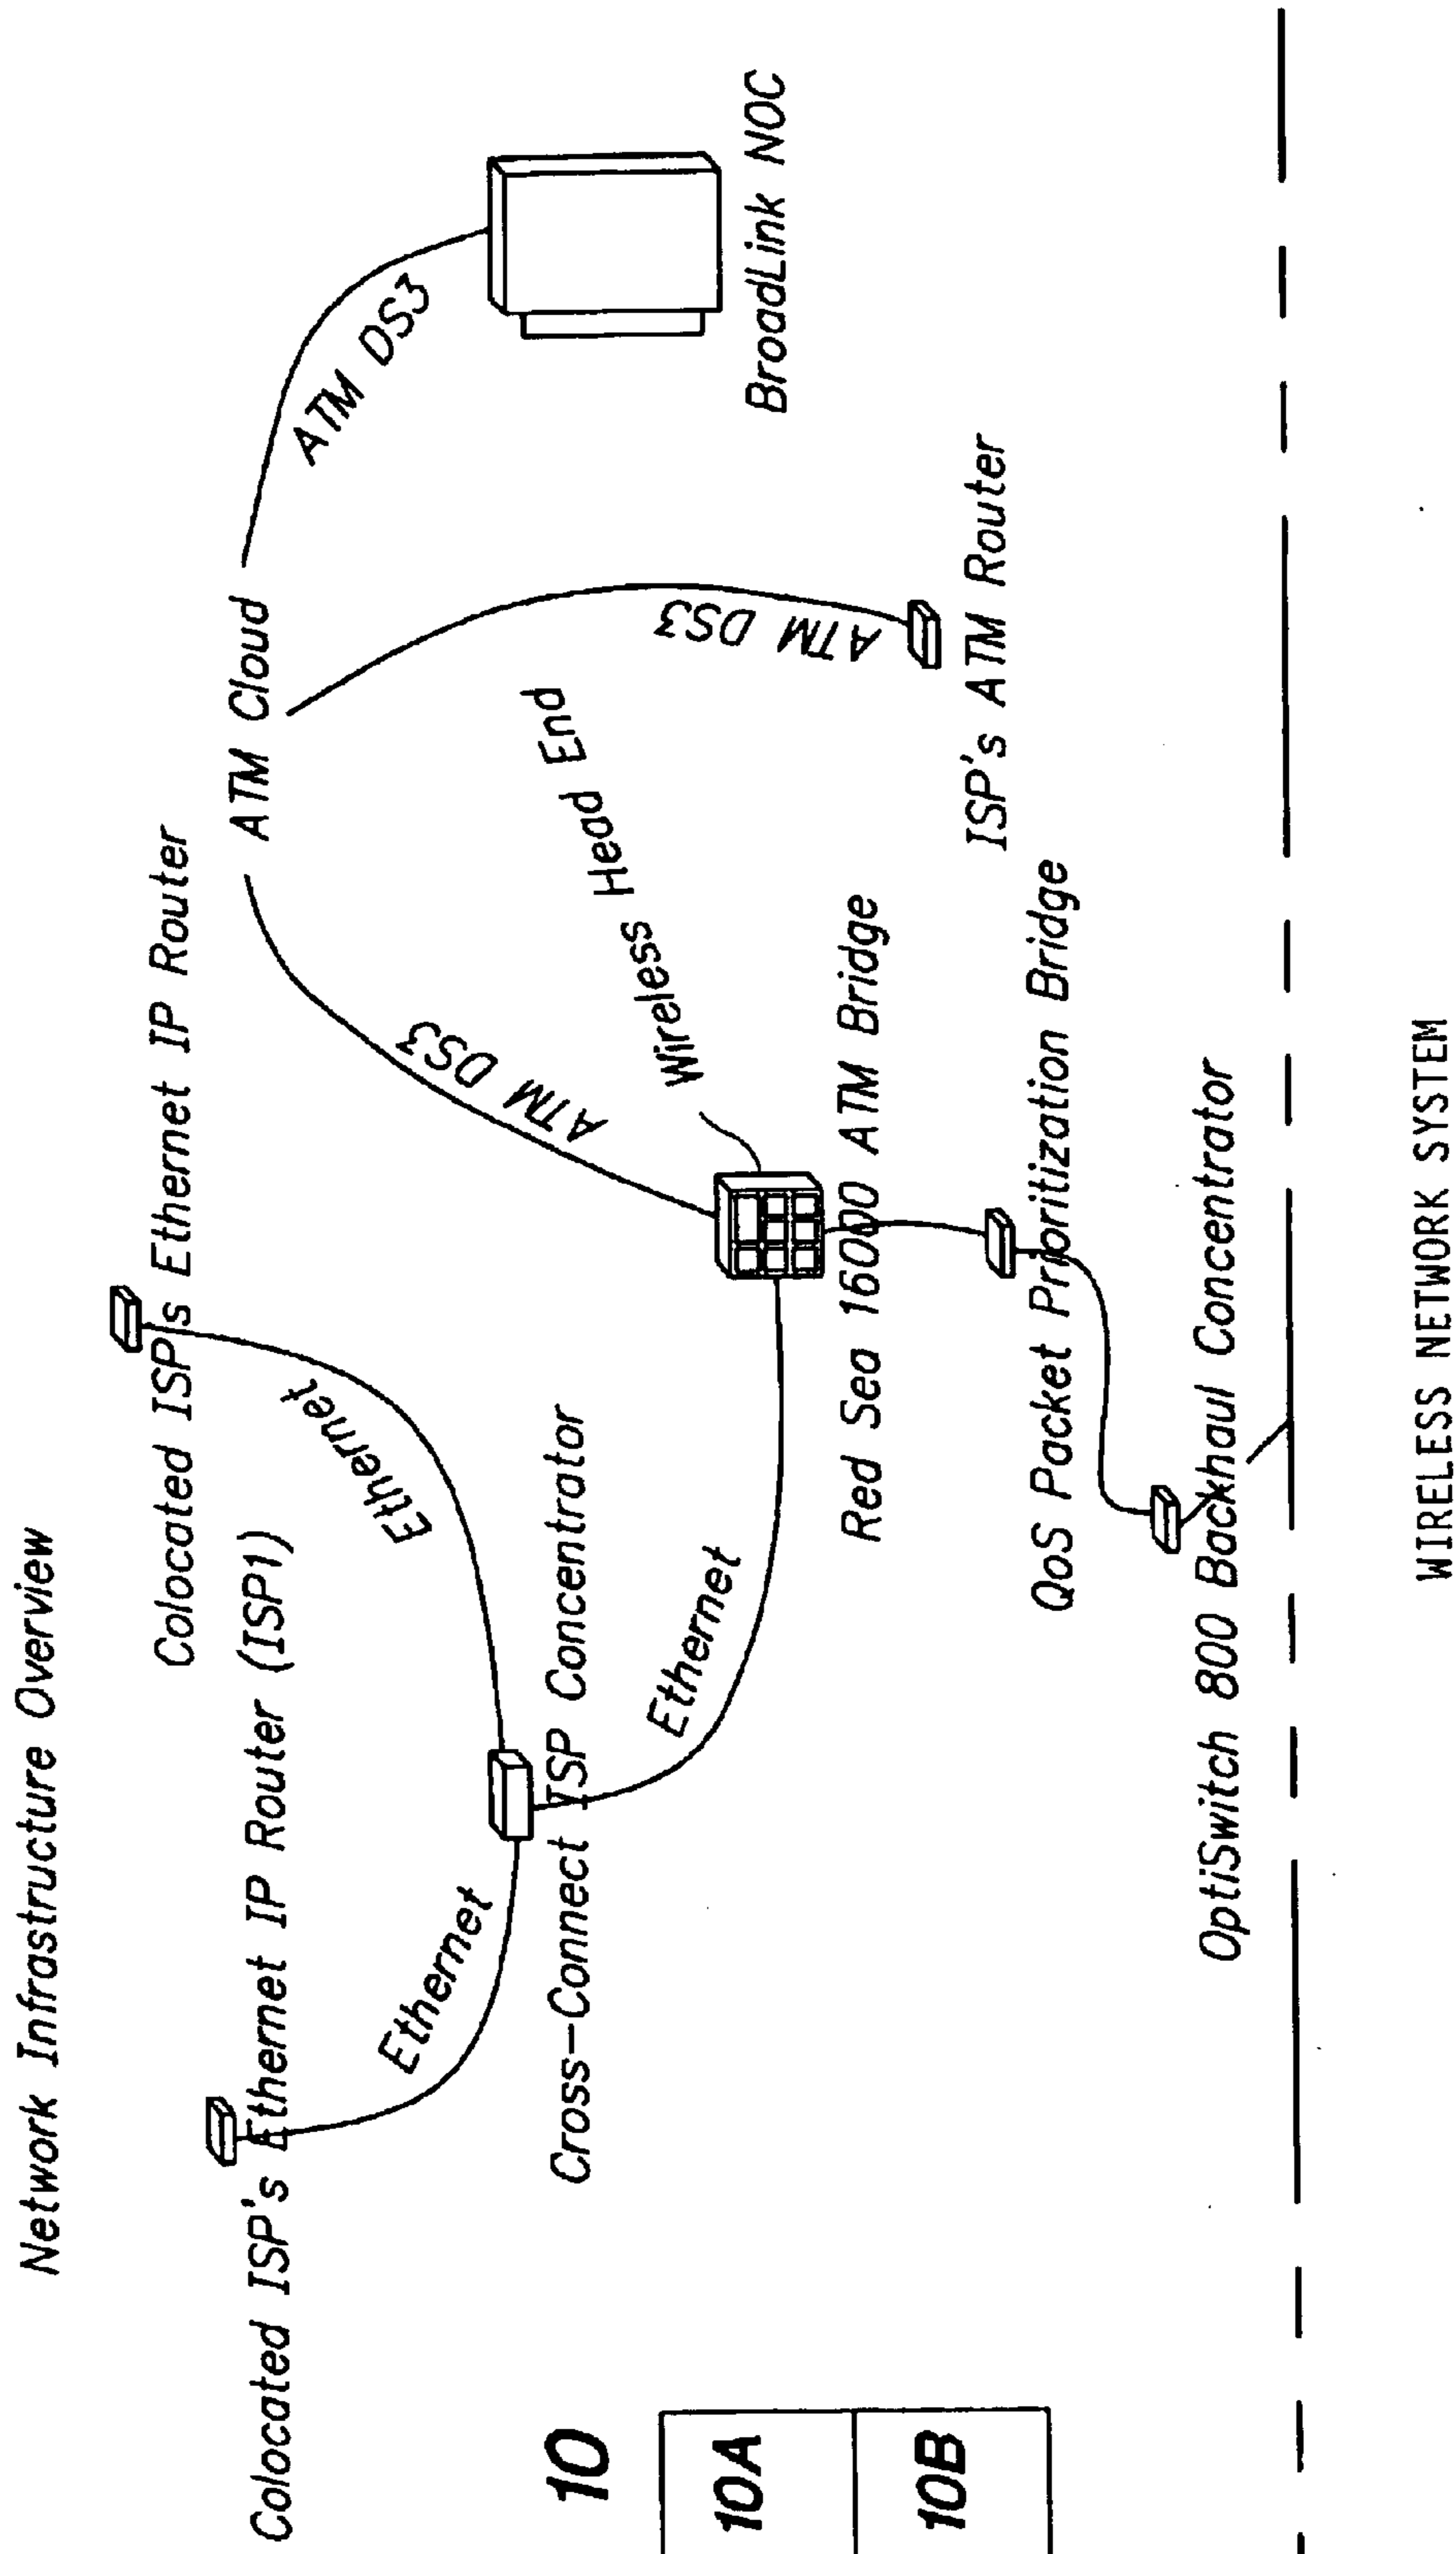 Network Infrastructure Overview
Colocated ISP's Ethernet IP Router
Colocated ISP's Ethernet IP Router (ISP1)
ATM Cloud
Ethernet
Ethernet
ATM DS3
ATM DS3
ATM DS3
BroadLink NOC
Wireless Head End
Cross-Connect ISP Concentrator
Ethernet
Red Sea 16000 ATM Bridge
ISP's ATM Router
QoS Packet Prioritization Bridge
OptiSwitch 800 Backhaul Concentrator
10
10A
10B
WIRELESS NETWORK SYSTEM